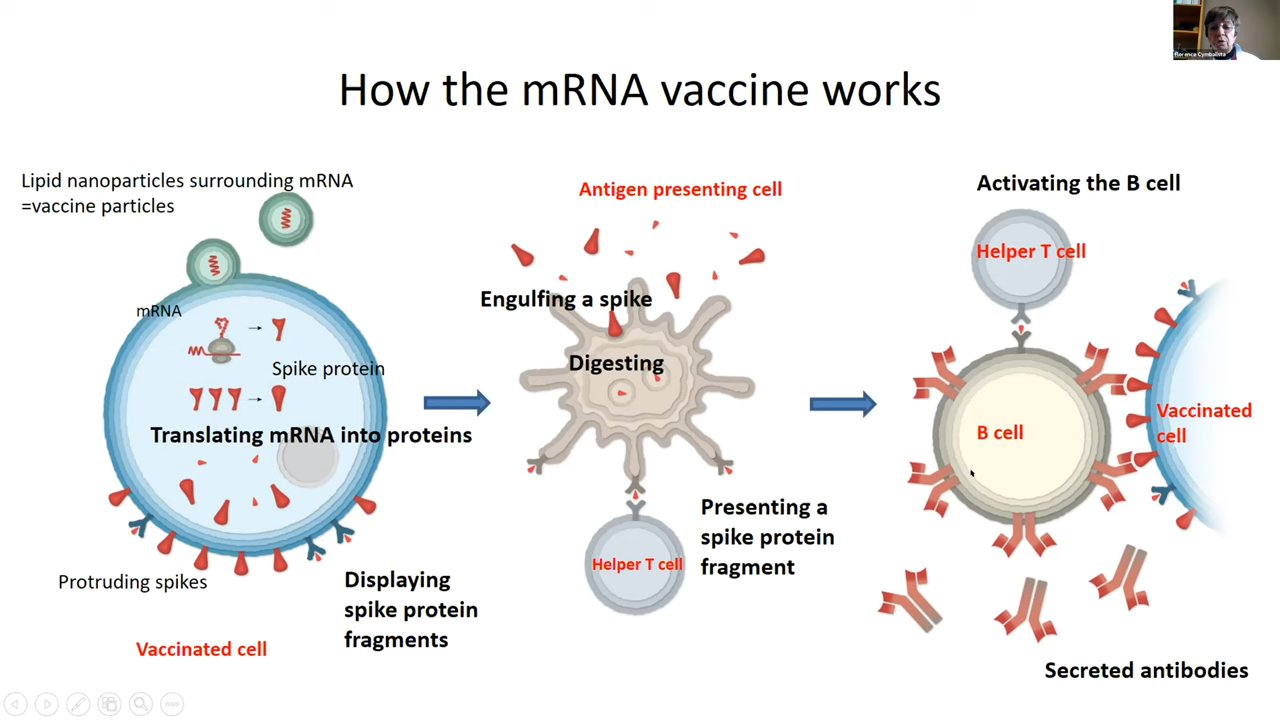 Florence Cymbalista
How the mRNA vaccine works
Lipid nanoparticles surrounding mRNA
=vaccine particles
mRNA
Spike protein
Translating mRNA into proteins
Protruding spikes
Displaying
spike protein
fragments
Vaccinated cell
Antigen presenting cell
Engulfing a spike
Digesting
Helper T cell
Presenting a
spike protein
fragment
Activating the B cell
Helper T cell
B cell
Vaccinated
cell
Secreted antibodies